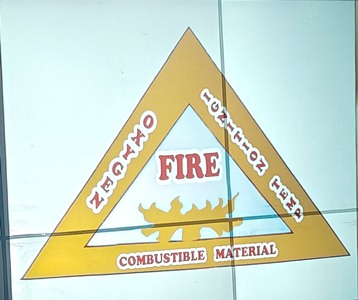 OXYGEN
IGNITION TEMP
FIRE
COMBUSTIBLE MATERIAL